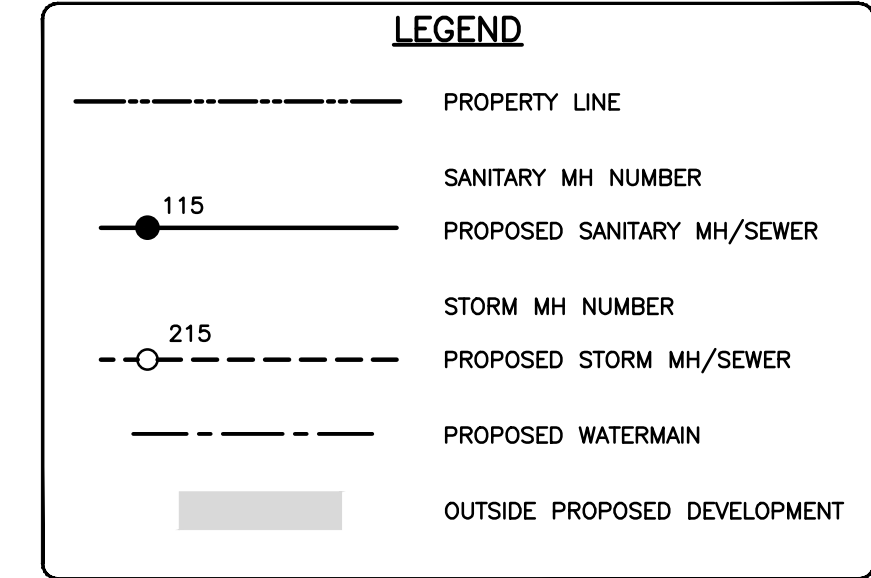 LEGEND
PROPERTY LINE
SANITARY MH NUMBER
115
PROPOSED SANITARY MH/SEWER
STORM MH NUMBER
215
PROPOSED STORM MH/SEWER
PROPOSED WATERMAIN
OUTSIDE PROPOSED DEVELOPMENT